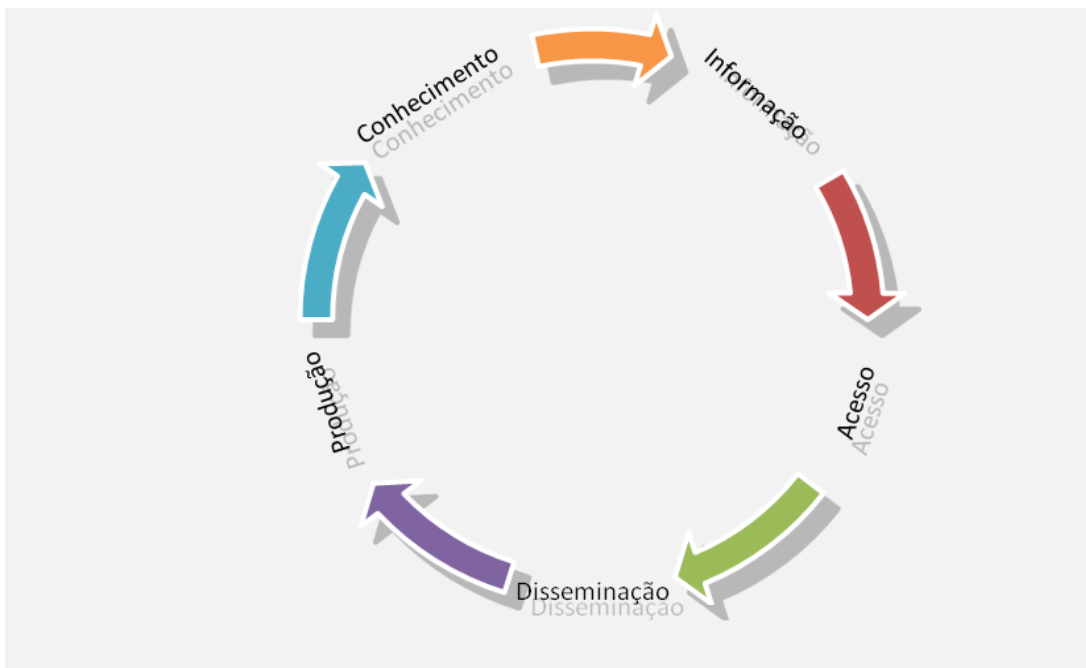 Conhecimento
Informação
Acesso
Disseminação
Produção